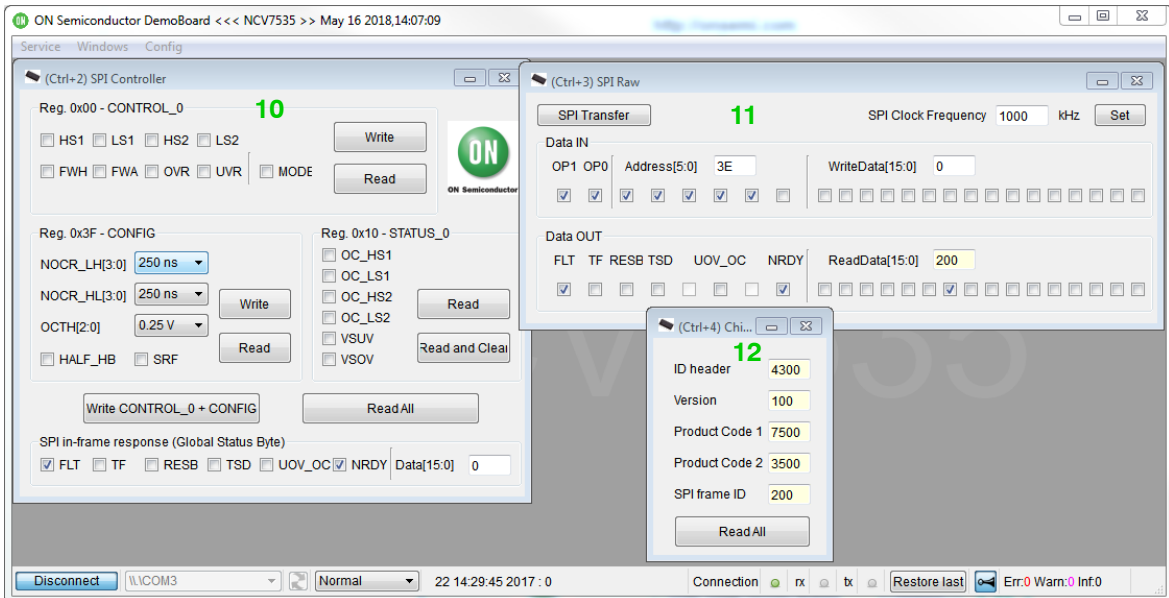 ON Semiconductor DemoBoard <<< NCV7535 >> May 16 2018,14:07:09
Service Windows Config
(Ctrl+2) SPI Controller
Reg. 0x00 - CONTROL_0
10
HS1 LS1 HS2 LS2
Write
FWH FWA OVR UVR MODE
Read
ON
ON Semiconductor
Reg. 0x3F - CONFIG
NOCR_LH[3:0] 250 ns
NOCR_HL[3:0] 250 ns
Write
OCTH[2:0] 0.25 V
Read
HALF_HB SRF
Reg. 0x10 - STATUS_0
OC_HS1
OC_LS1
OC_HS2
Read
OC_LS2
VSUV
Read and Clear
VSOV
Write CONTROL_0 + CONFIG
Read All
SPI in-frame response (Global Status Byte)
FLT TF RESB TSD UOV_OC NRDY Data[15:0] 0
(Ctrl+3) SPI Raw
SPI Transfer
11
SPI Clock Frequency 1000 kHz Set
Data IN
OP1 OP0 Address[5:0] 3E WriteData[15:0] 0
Data OUT
FLT TF RESB TSD UOV_OC NRDY ReadData[15:0] 200
(Ctrl+4) Chi...
12
ID header 4300
Version 100
Product Code 1 7500
Product Code 2 3500
SPI frame ID 200
Read All
Disconnect \\.\COM3 Normal 22 14:29:45 2017 : 0 Connection rx tx Restore last Err:0 Warn:0 Inf:0